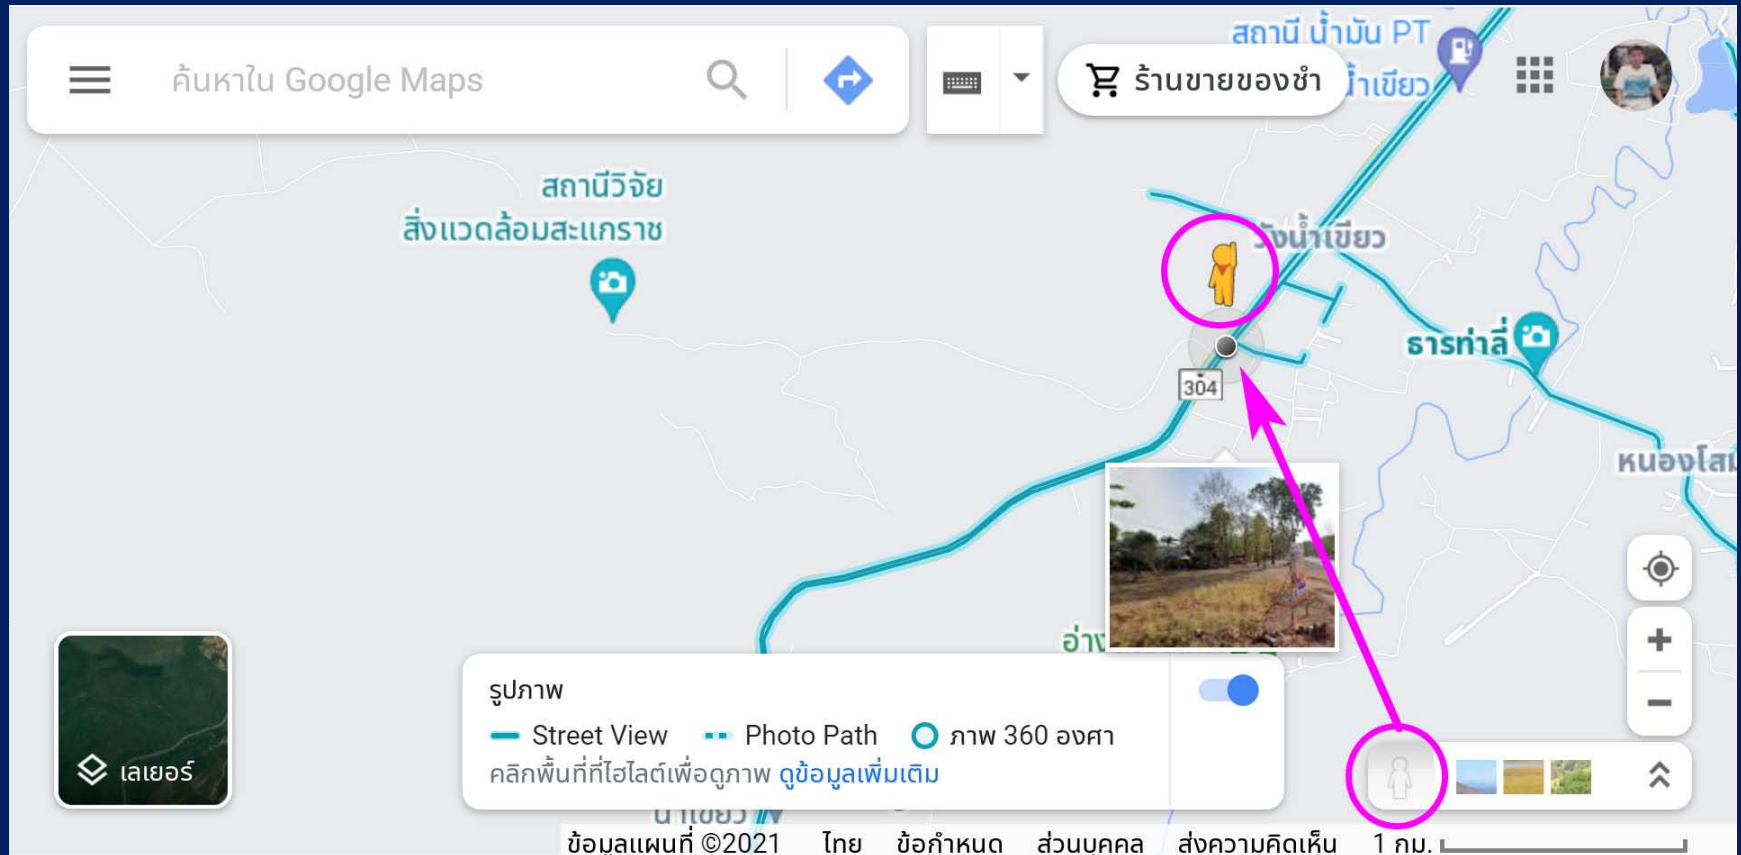 สถานี น้ำมัน PT
ค้นหาใน Google Maps
ร้านขายของชำ
น้ำเขียว
สถานีวิจัย
สิ่งแวดล้อมสะแกราช
วังน้ำเขียว
ธารท่าลี่
304
หนองโสม
อ่าง
รูปภาพ
Street View
Photo Path
ภาพ 360 องศา
คลิกพื้นที่ที่ไฮไลต์เพื่อดูภาพ ดูข้อมูลเพิ่มเติม
เลเยอร์
ข้อมูลแผนที่ ©2021 ไทย ข้อกำหนด ส่วนบุคคล ส่งความคิดเห็น 1 กม.